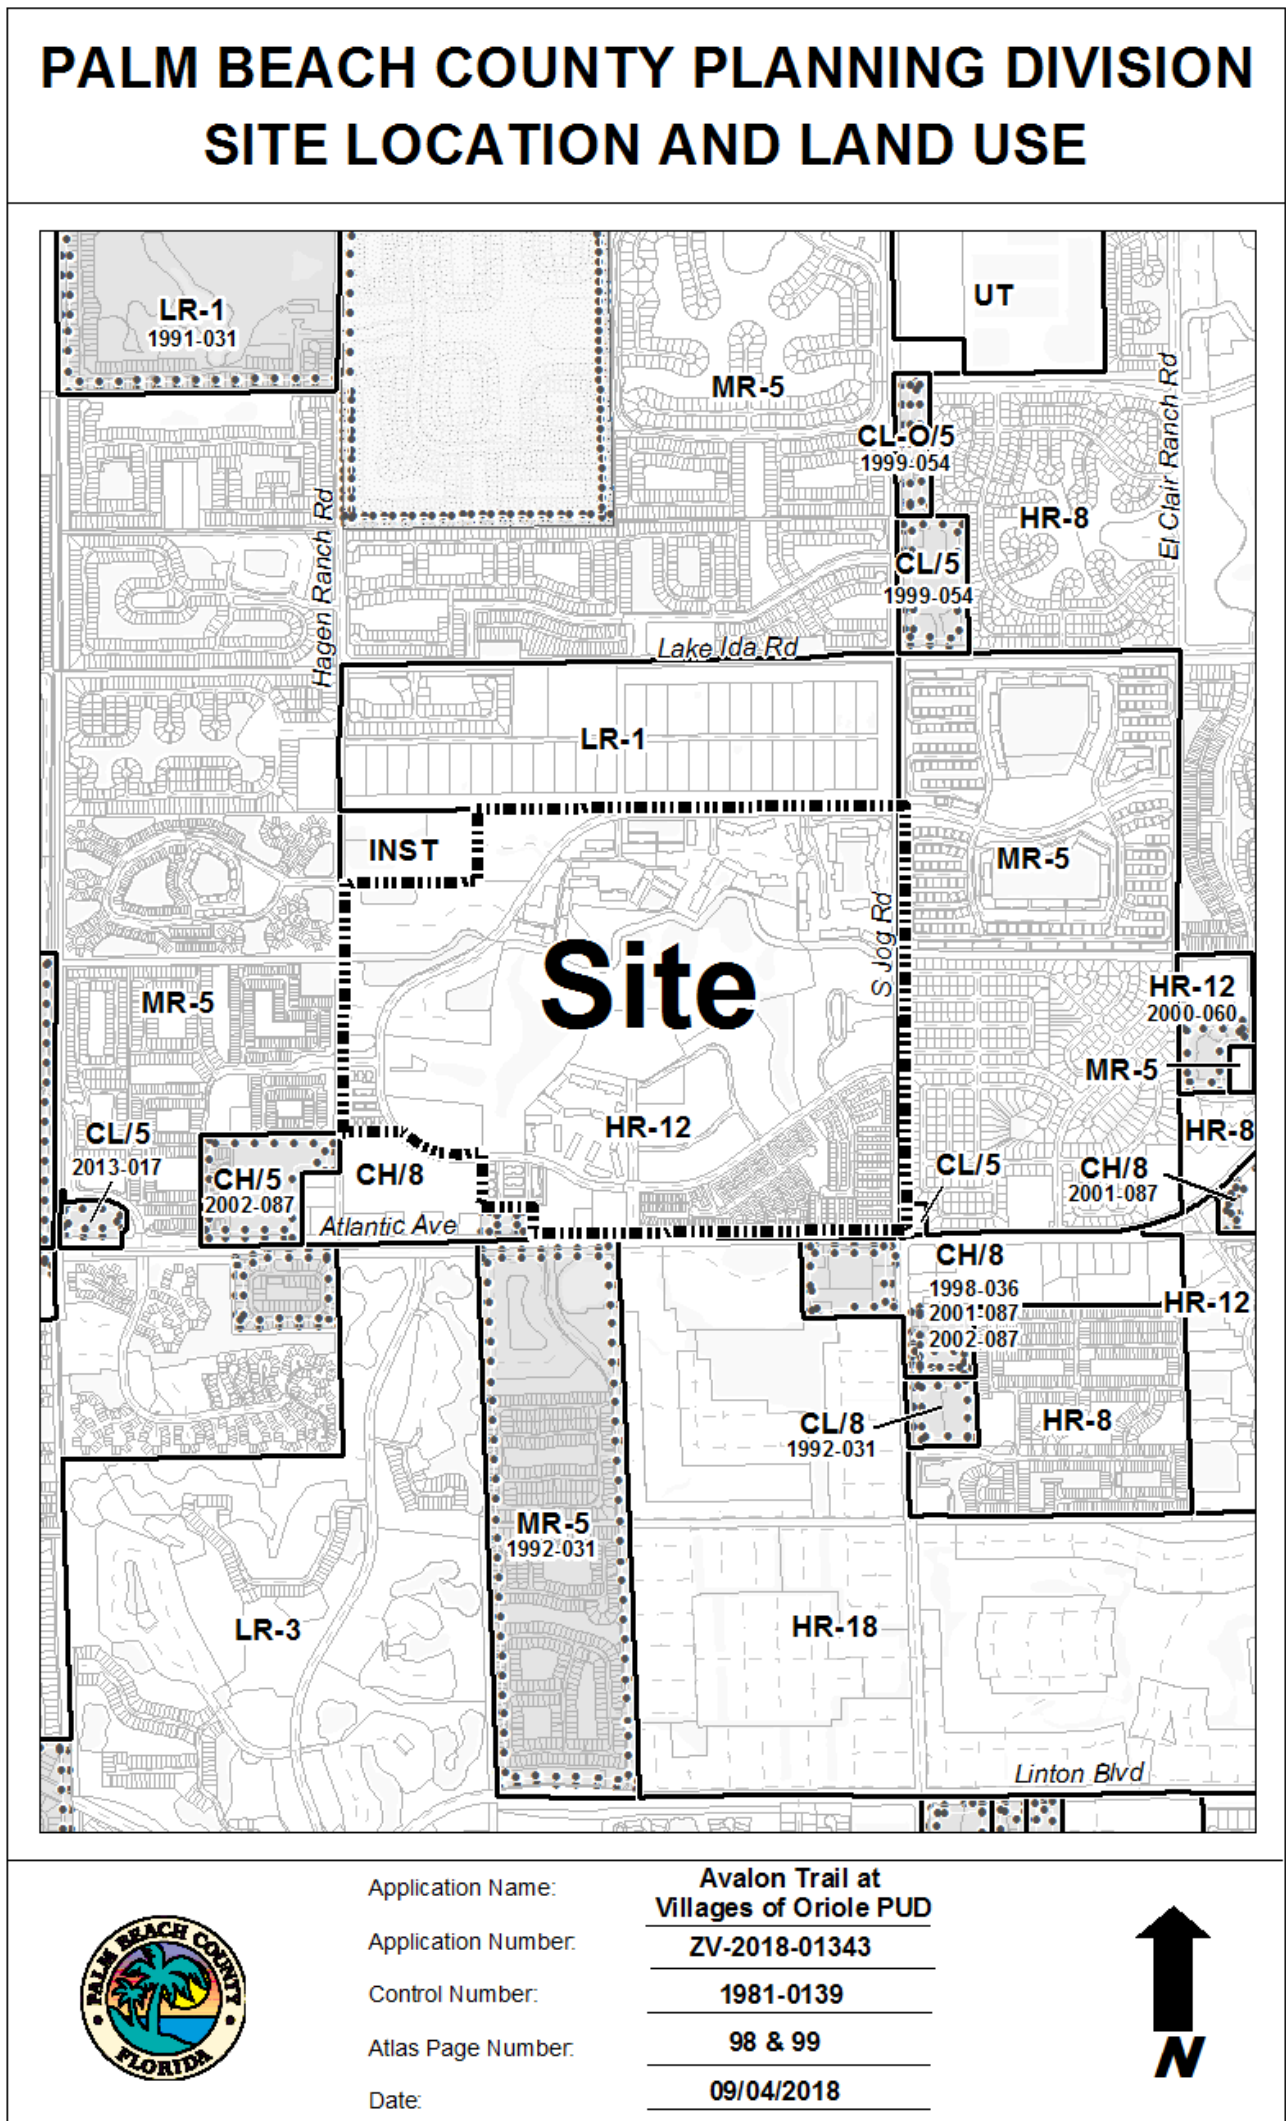 PALM BEACH COUNTY PLANNING DIVISION
SITE LOCATION AND LAND USE
LR-1
1991-031
UT
MR-5
El Clair Ranch Rd
CL-O/5
1999-054
Hagen Ranch Rd
HR-8
CL/5
1999-054
Lake Ida Rd
LR-1
INST
MR-5
S Jog Rd
Site
MR-5
HR-12
2000-060
MR-5
HR-12
CL/5
2013-017
HR-8
CH/5
2002-087
CH/8
CL/5
CH/8
2001-087
Atlantic Ave
CH/8
1998-036
2001-087
2002-087
HR-12
CL/8
1992-031
HR-8
MR-5
1992-031
LR-3
HR-18
Linton Blvd
Application Name:
Avalon Trail at
Villages of Oriole PUD
Application Number:
ZV-2018-01343
Control Number:
1981-0139
Atlas Page Number:
98 & 99
Date:
09/04/2018
PALM BEACH COUNTY
FLORIDA
N